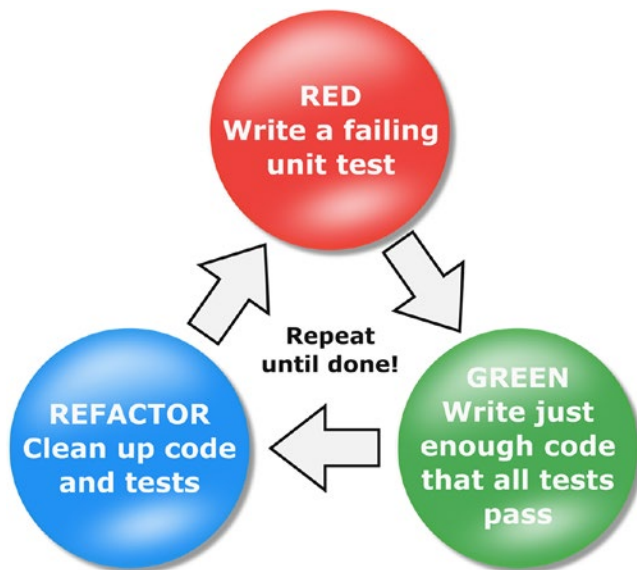 RED
Write a failing
unit test
Repeat
until done!
GREEN
Write just
enough code
that all tests
pass
REFACTOR
Clean up code
and tests